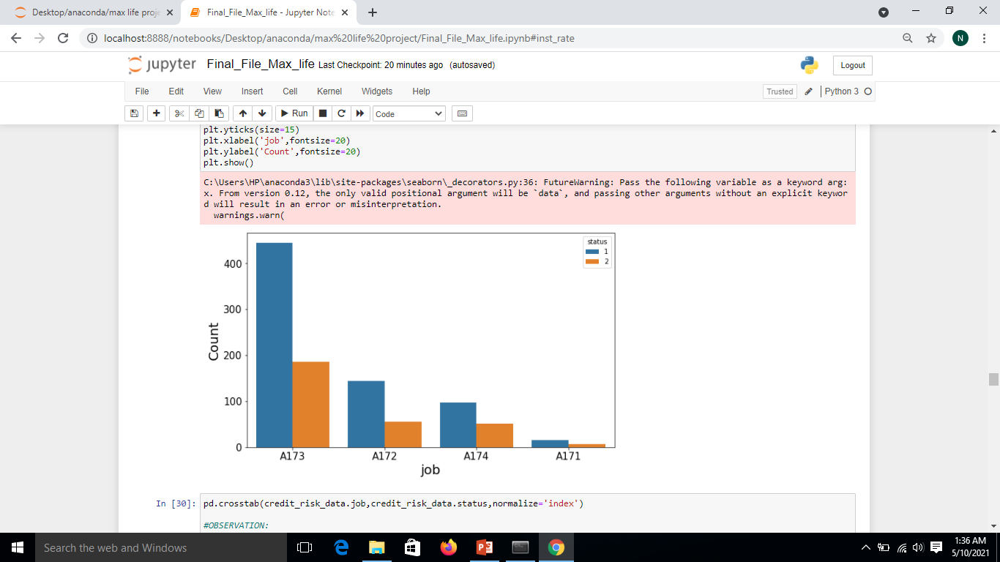 Desktop/anaconda/max life proje
Final_File_Max_life - Jupyter Note
localhost:8888/notebooks/Desktop/anaconda/max%20life%20project/Final_File_Max_life.ipynb#inst_rate
N
jupyter Final_File_Max_life Last Checkpoint: 20 minutes ago (autosaved)
Logout
File Edit View Insert Cell Kernel Widgets Help
Trusted Python 3
Run Code
plt.yticks(size=15)
plt.xlabel('job',fontsize=20)
plt.ylabel('Count',fontsize=20)
plt.show()
C:\Users\HP\anaconda3\lib\site-packages\seaborn\_decorators.py:36: FutureWarning: Pass the following variable as a keyword arg:
x. From version 0.12, the only valid positional argument will be `data`, and passing other arguments without an explicit keywor
d will result in an error or misinterpretation.
warnings.warn(
status
1
2
400
300
200
100
0
Count
A173 A172 A174 A171
job
In [30]: pd.crosstab(credit_risk_data.job,credit_risk_data.status,normalize='index')
#OBSERVATION:
Search the web and Windows
1:36 AM
5/10/2021